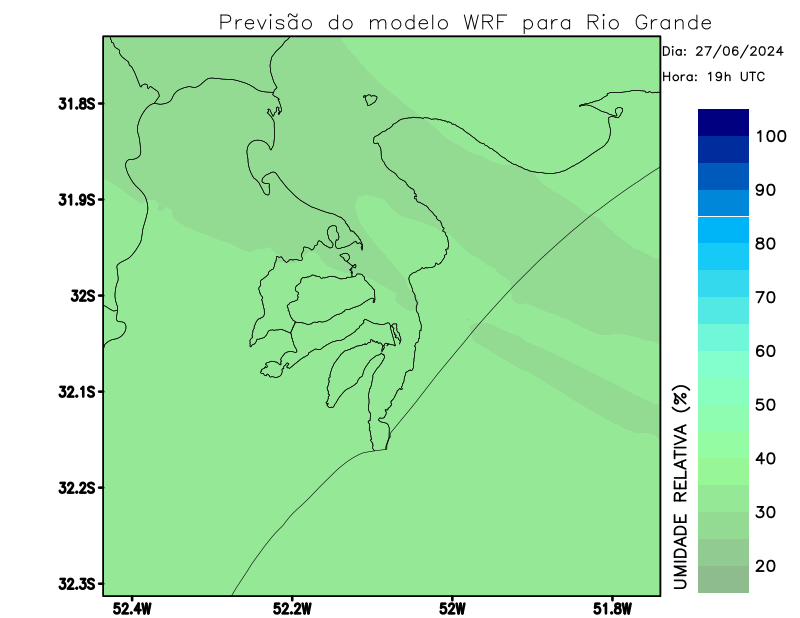 Previsão do modelo WRF para Rio Grande
Dia: 27/06/2024
Hora: 19h UTC
31.8S
31.9S
32S
32.1S
32.2S
32.3S
52.4W
52.2W
52W
51.8W
100
90
80
70
60
50
40
30
20
UMIDADE RELATIVA (%)